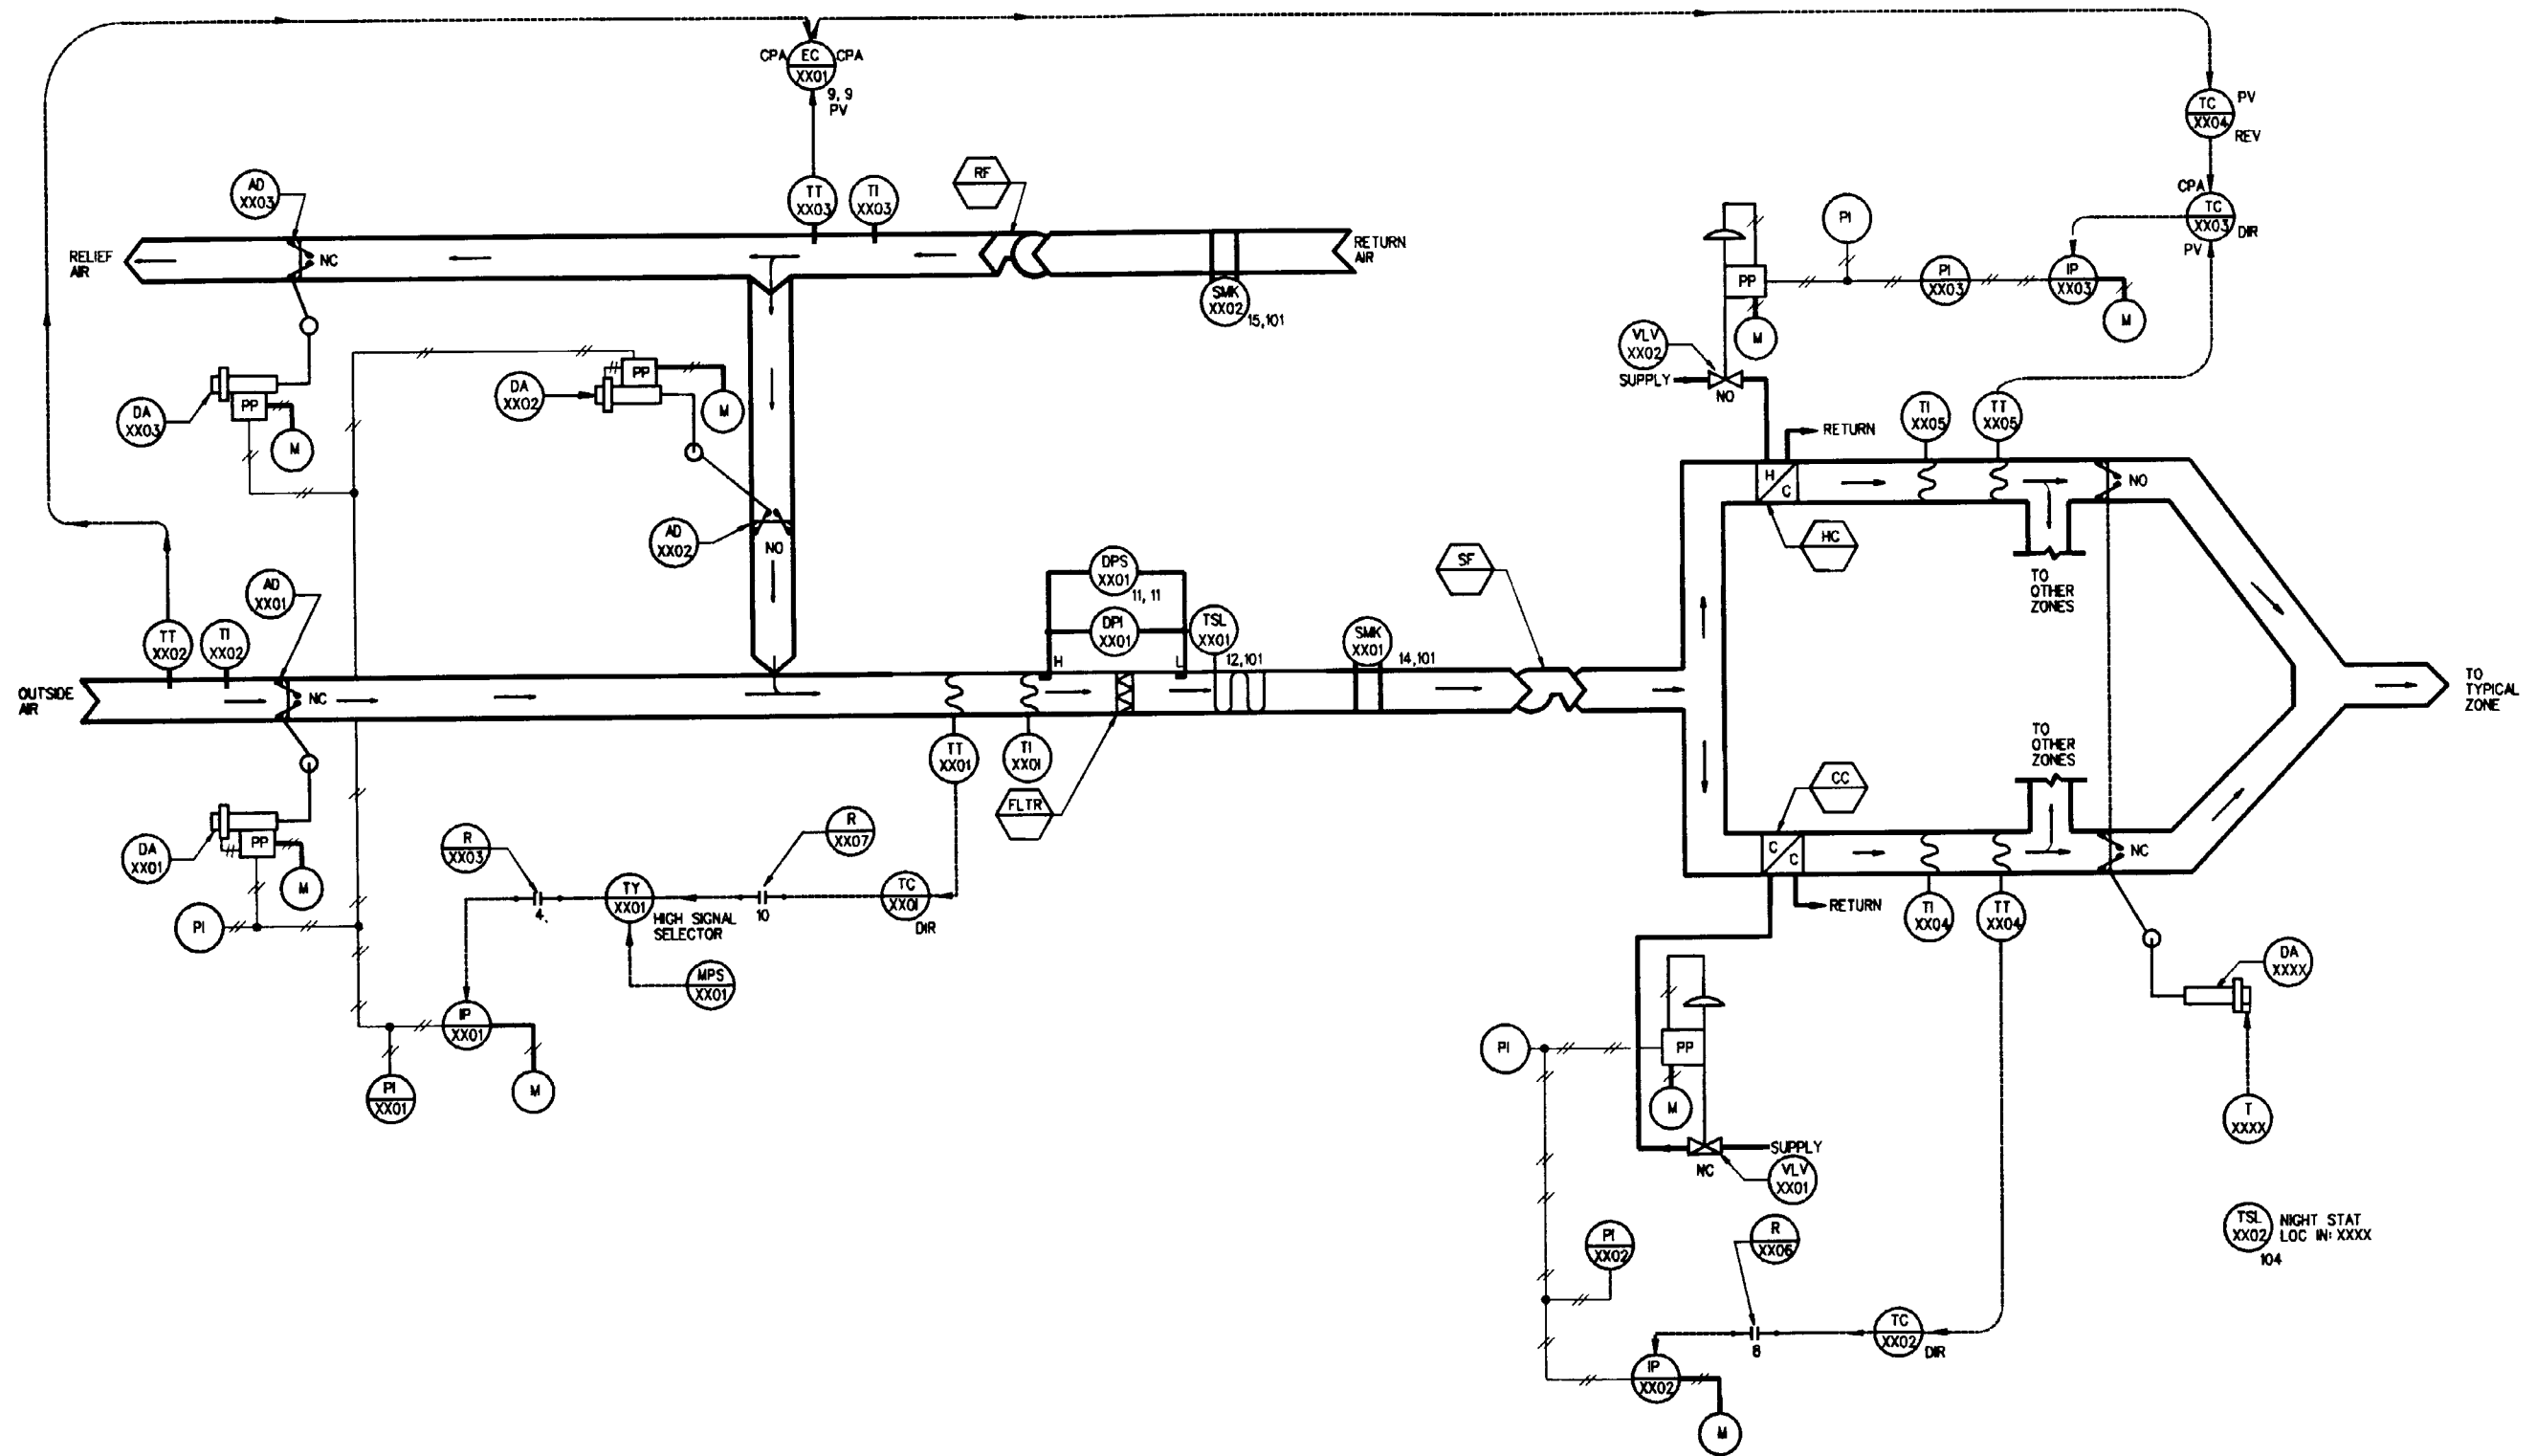 CPA
EC
XX01
CPA
9, 9
PV
TC
XX04
PV
REV
AD
XX03
TT
XX03
TI
XX03
RF
CPA
TC
XX03
DIR
PV
PI
RELIEF
AIR
NC
RETURN
AIR
SMK
XX02
15,101
PP
PI
XX03
IP
XX03
M
M
VLV
XX02
SUPPLY
NO
DA
XX03
PP
M
DA
XX02
PP
M
RETURN
TI
XX05
TT
XX05
H
C
NO
AD
XX02
NO
HC
TO
OTHER
ZONES
AD
XX01
DPS
XX01
11, 11
SF
TT
XX02
TI
XX02
DPI
XX01
TSL
XX01
12,101
SMK
XX01
14,101
H
L
OUTSIDE
AIR
NC
TO
TYPICAL
ZONE
TT
XX01
TI
XX01
FLTR
TO
OTHER
ZONES
CC
DA
XX01
PP
M
R
XX03
R
XX07
C
C
NC
PI
4.
TY
XX01
HIGH SIGNAL
SELECTOR
10
TC
XX01
DIR
RETURN
TI
XX04
TT
XX04
MPS
XX01
DA
XXXX
IP
XX01
PI
XX01
M
PI
PP
M
T
XXXX
SUPPLY
NC
VLV
XX01
PI
XX02
R
XX06
TSL
XX02
NIGHT STAT
LOC IN: XXXX
104
8
TC
XX02
DIR
IP
XX02
M